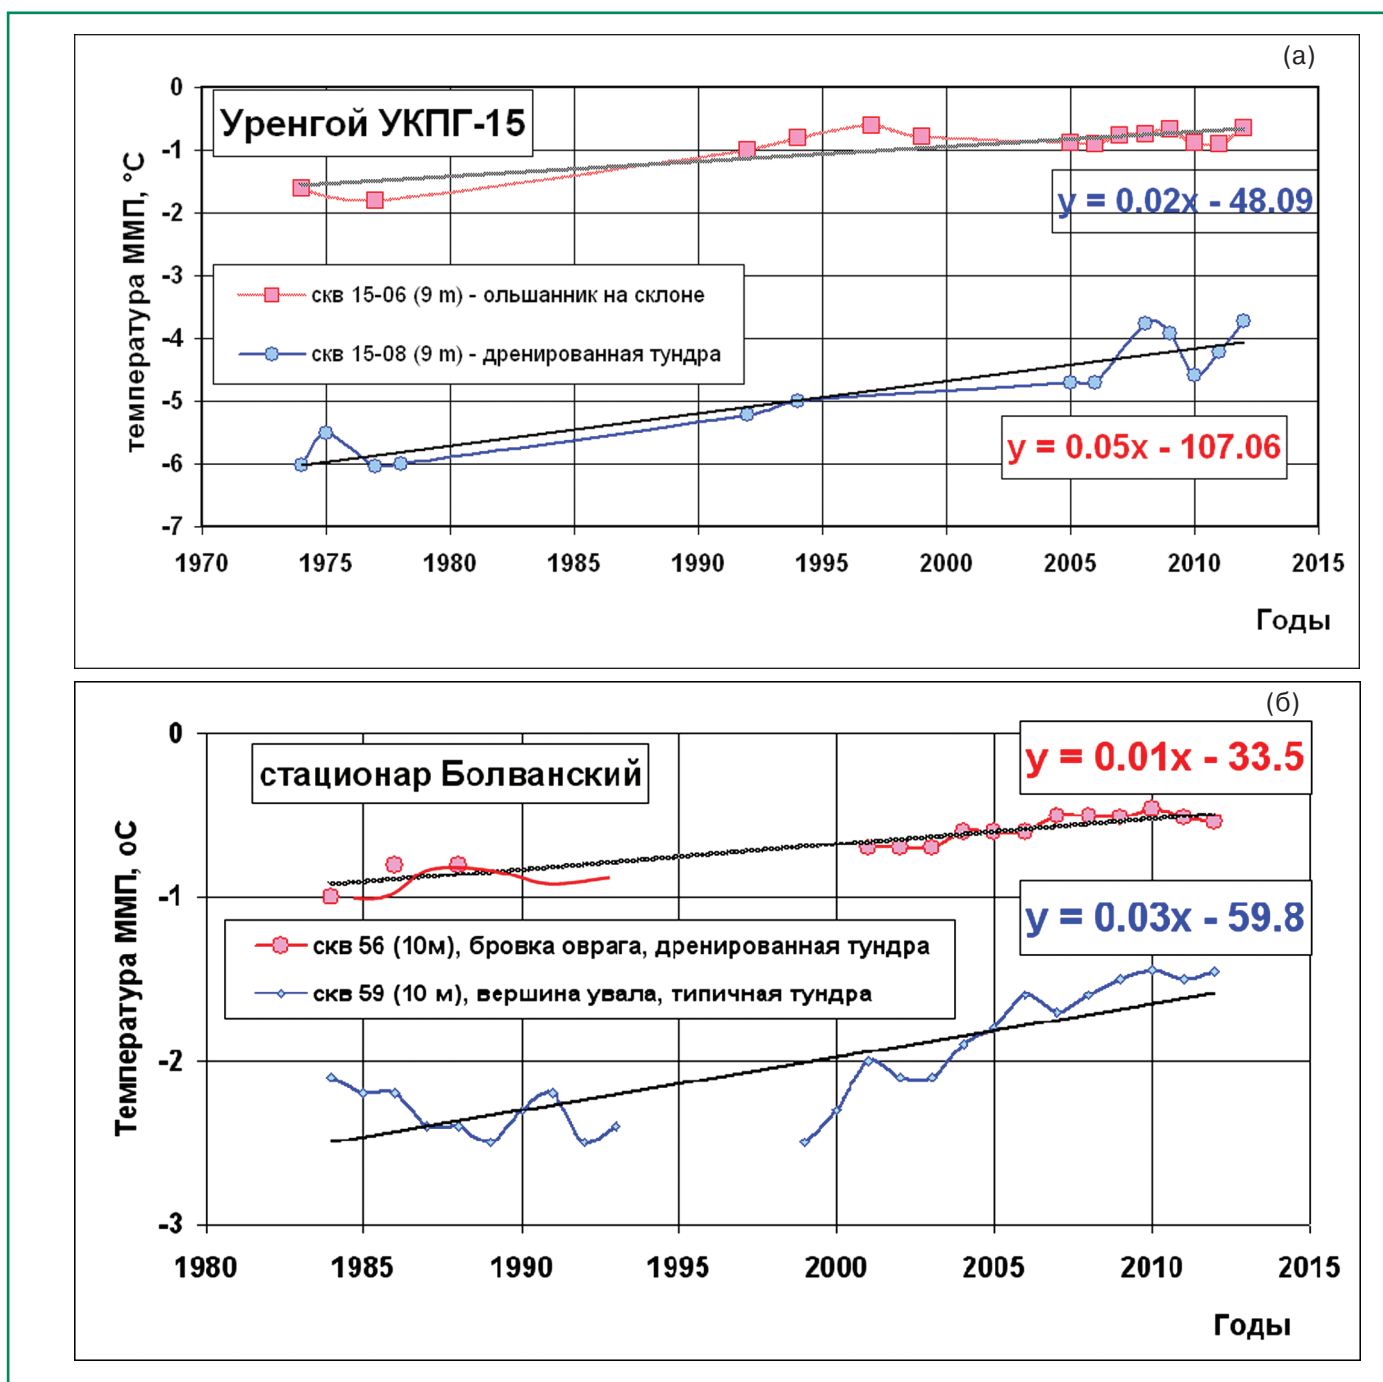 (а)
0
Уренгой УКПГ-15
-1
-2
-3
-4
-5
-6
-7
температура ММП, °С
y = 0.02x - 48.09
скв 15-06 (9 m) - ольшанник на склоне
скв 15-08 (9 m) - дренированная тундра
y = 0.05x - 107.06
1970 1975 1980 1985 1990 1995 2000 2005 2010 2015
Годы
(б)
0
стационар Болванский
y = 0.01x - 33.5
-1
-2
-3
Температура ММП, оС
y = 0.03x - 59.8
скв 56 (10м), бровка оврага, дренированная тундра
скв 59 (10 м), вершина увала, типичная тундра
1980 1985 1990 1995 2000 2005 2010 2015
Годы